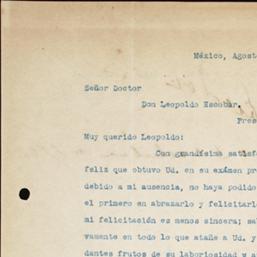 México, Agosto
Señor Doctor
Don Leopoldo Escobar.
Pres
Muy querido Leopoldo:
Con grandísima satisf
feliz que obtuvo Ud. en su exámen pr
debido a mi ausencia, no haya podido
el primero en abrazarlo y felicitarl
mi felicitación es menos sincera; sa
vamente en todo lo que atañe a Ud. y
dantes frutos de su laboriosidad y a